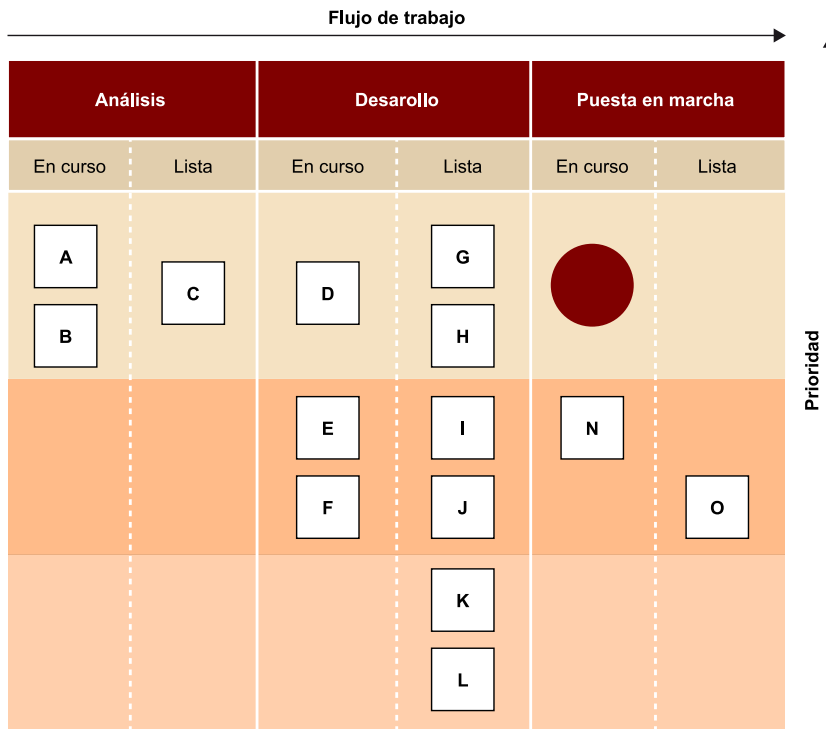 Flujo de trabajo
Análisis Desarollo Puesta en marcha
En curso Lista En curso Lista En curso Lista
A G
C D
B H
Prioridad
E I N
F J O
K
L